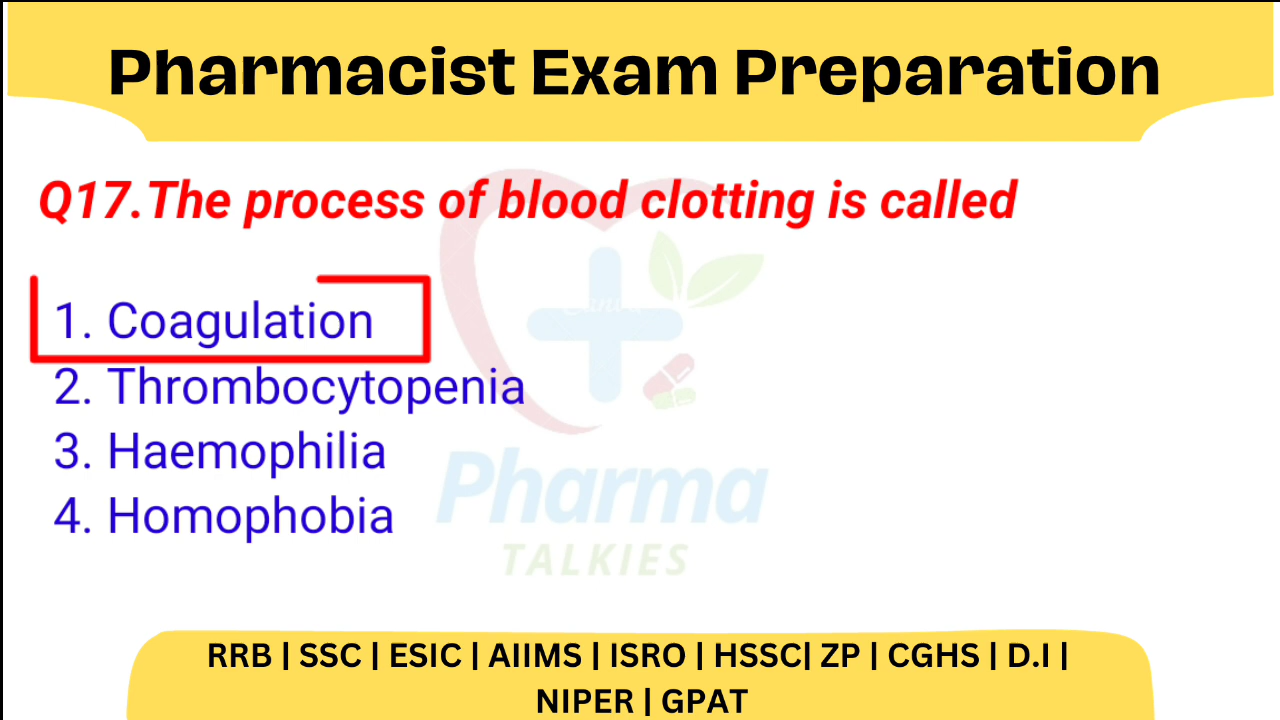 Pharmacist Exam Preparation
Q17.The process of blood clotting is called
1. Coagulation
2. Thrombocytopenia
3. Haemophilia
4. Homophobia
Canva
Pharma
TALKIES
RRB | SSC | ESIC | AIIMS | ISRO | HSSC| ZP | CGHS | D.I |
NIPER | GPAT